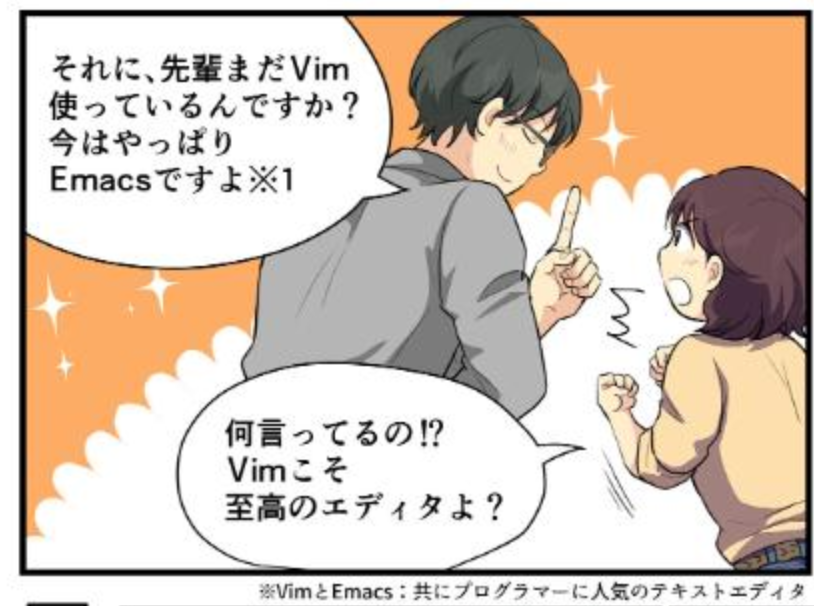 それに、先輩まだVim
使っているんですか？
今はやっぱり
Emacsですよ※1
何言ってるの!?
Vimこそ
至高のエディタよ？
※VimとEmacs：共にプログラマーに人気のテキストエディタ